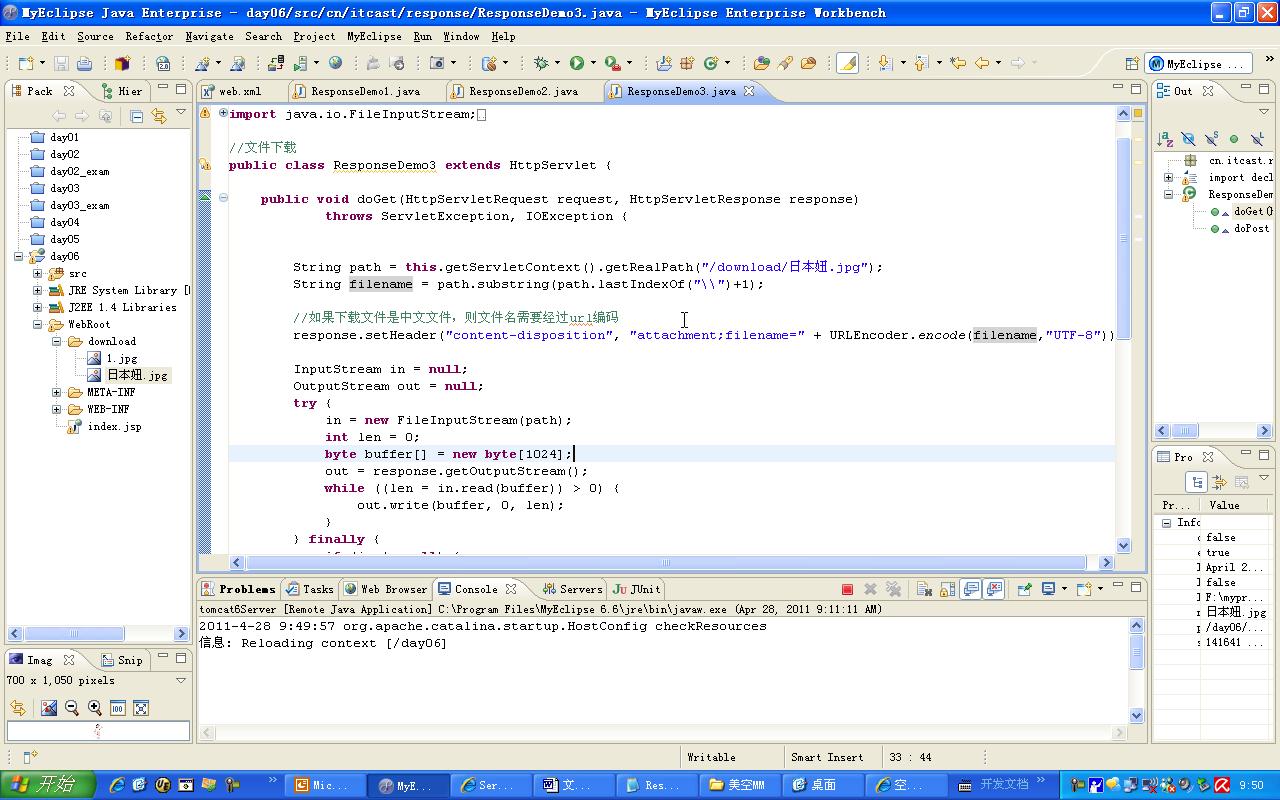 MyEclipse Java Enterprise - day06/src/cn/itcast/response/ResponseDemo3.java - MyEclipse Enterprise Workbench
File Edit Source Refactor Navigate Search Project MyEclipse Run Window Help
MyEclipse ...
Pack Hier
day01
day02
day02_exam
day03
day03_exam
day04
day05
day06
src
JRE System Library [
J2EE 1.4 Libraries
WebRoot
download
1.jpg
日本妞.jpg
META-INF
WEB-INF
index.jsp
Imag Snip
700 x 1,050 pixels
web.xml ResponseDemo1.java ResponseDemo2.java ResponseDemo3.java
import java.io.FileInputStream;
//文件下载
public class ResponseDemo3 extends HttpServlet {
public void doGet(HttpServletRequest request, HttpServletResponse response)
throws ServletException, IOException {
String path = this.getServletContext().getRealPath("/download/日本妞.jpg");
String filename = path.substring(path.lastIndexOf("\\")+1);
//如果下载文件是中文文件，则文件名需要经过url编码
response.setHeader("content-disposition", "attachment;filename=" + URLEncoder.encode(filename,"UTF-8"))
InputStream in = null;
OutputStream out = null;
try {
in = new FileInputStream(path);
int len = 0;
byte buffer[] = new byte[1024];
out = response.getOutputStream();
while ((len = in.read(buffer)) > 0) {
out.write(buffer, 0, len);
}
} finally {
Problems Tasks Web Browser Console Servers JUnit
tomcat6Server [Remote Java Application] C:\Program Files\MyEclipse 6.6\jre\bin\javaw.exe (Apr 28, 2011 9:11:11 AM)
2011-4-28 9:49:57 org.apache.catalina.startup.HostConfig checkResources
信息: Reloading context [/day06]
Out
cn.itcast.r
import decl
ResponseDem
doGet(H
doPost
Pro
Pr... Value
Info
false
true
April 2...
false
F:\mypr...
日本妞.jpg
/day06/...
141641 ...
Writable Smart Insert 33 : 44
开始 Mic... MyE... Ser... 文... Res... 美空MM 桌面 空... 开发文档 9:50